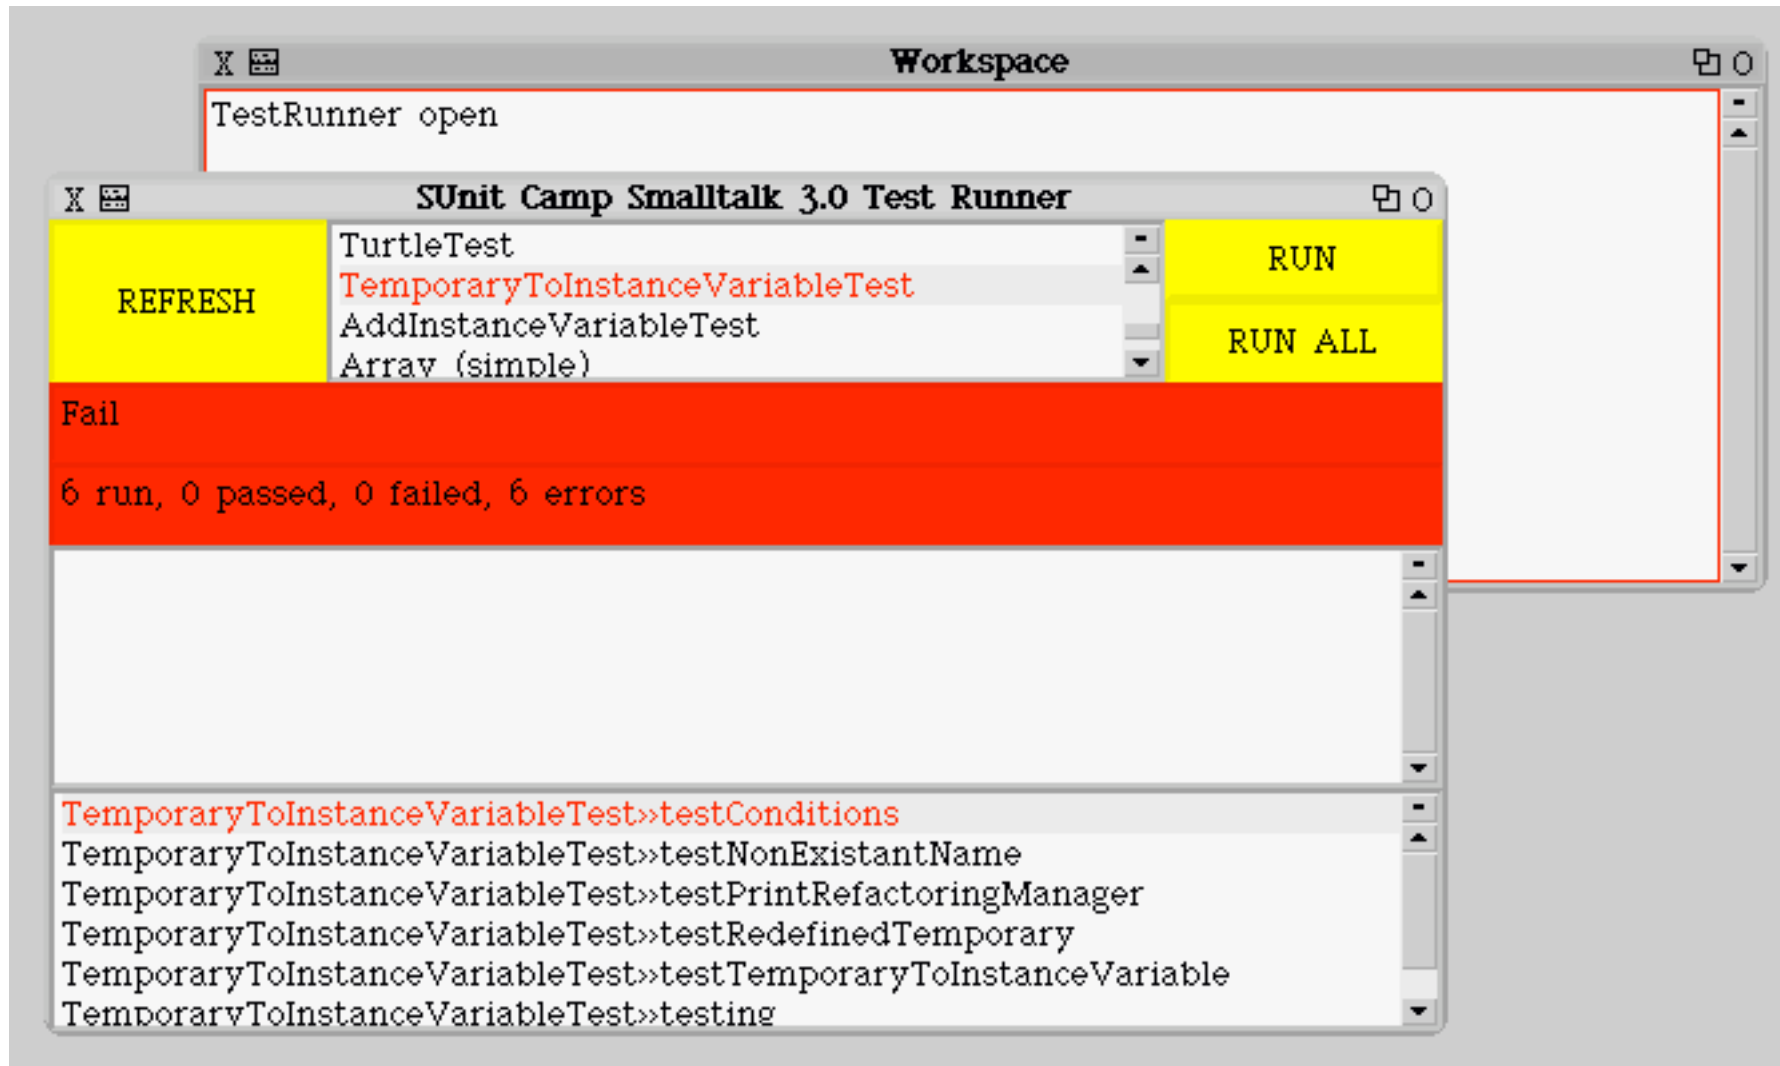 X Workspace O
TestRunner open
X SUnit Camp Smalltalk 3.0 Test Runner O
REFRESH
TurtleTest
TemporaryToInstanceVariableTest
AddInstanceVariableTest
Array (simple)
RUN
RUN ALL
Fail
6 run, 0 passed, 0 failed, 6 errors
TemporaryToInstanceVariableTest»testConditions
TemporaryToInstanceVariableTest»testNonExistantName
TemporaryToInstanceVariableTest»testPrintRefactoringManager
TemporaryToInstanceVariableTest»testRedefinedTemporary
TemporaryToInstanceVariableTest»testTemporaryToInstanceVariable
TemporaryToInstanceVariableTest»testing